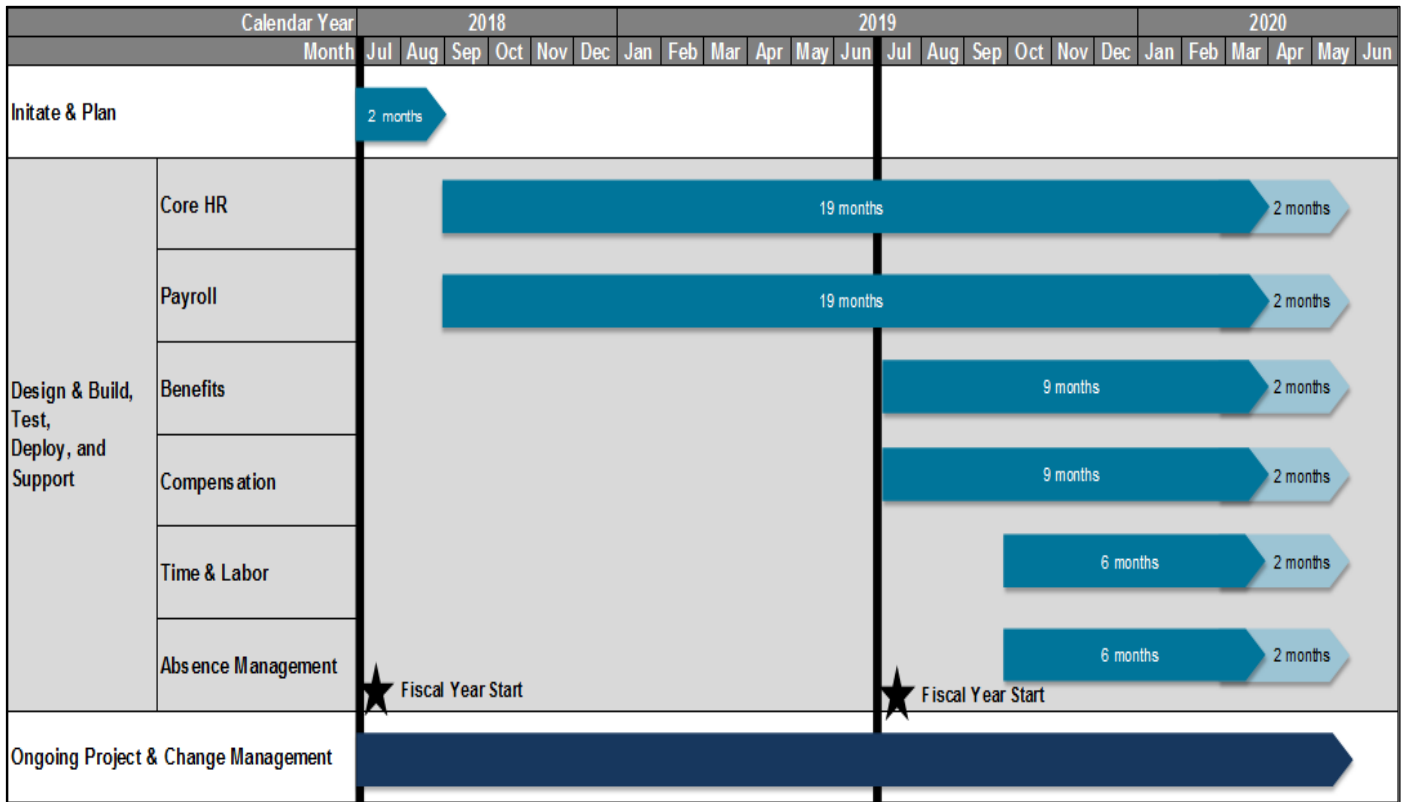 Calendar Year 2018 2019 2020
Month Jul Aug Sep Oct Nov Dec Jan Feb Mar Apr May Jun Jul Aug Sep Oct Nov Dec Jan Feb Mar Apr May Jun
Initate & Plan
2 months
Design & Build,
Test,
Deploy, and
Support
Core HR
19 months
2 months
Payroll
19 months
2 months
Benefits
9 months
2 months
Compensation
9 months
2 months
Time & Labor
6 months
2 months
Absence Management
6 months
2 months
Fiscal Year Start
Fiscal Year Start
Ongoing Project & Change Management